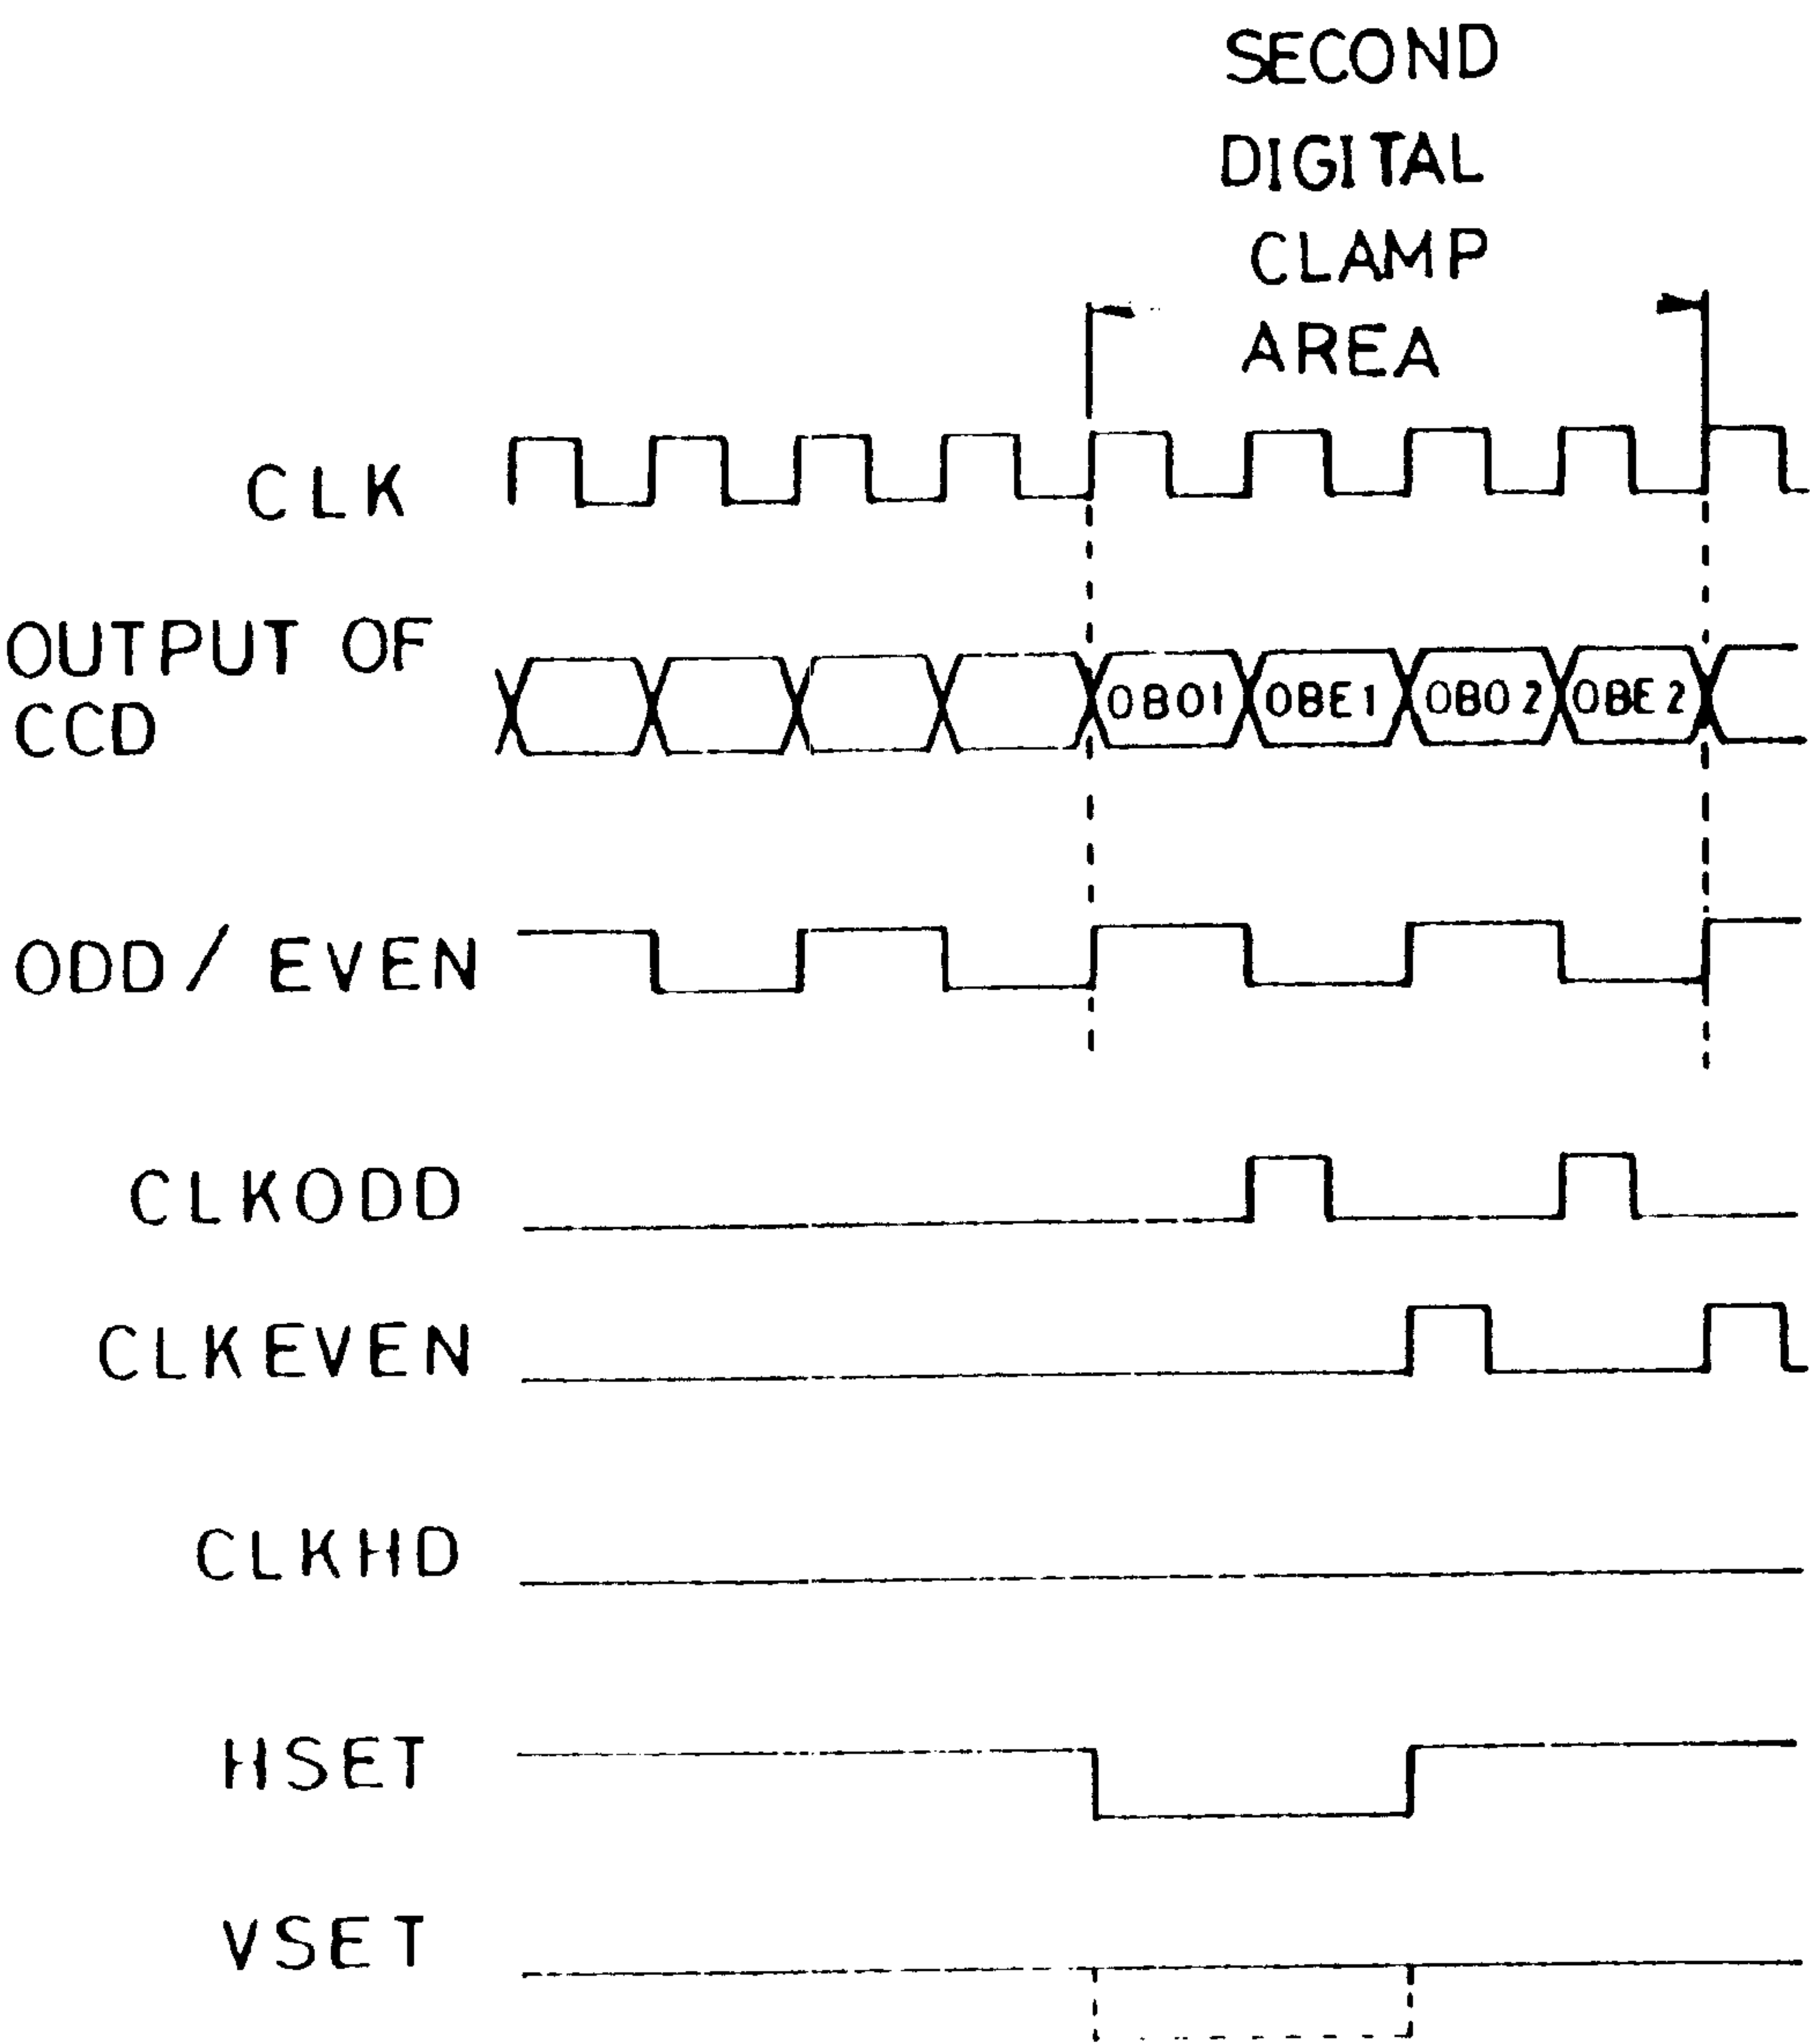 SECOND
DIGITAL
CLAMP
AREA
CLK
OUTPUT OF
CCD
OBO1 OBE1 OBO2 OBE2
ODD/EVEN
CLKODD
CLKEVEN
CLKHD
HSET
VSET